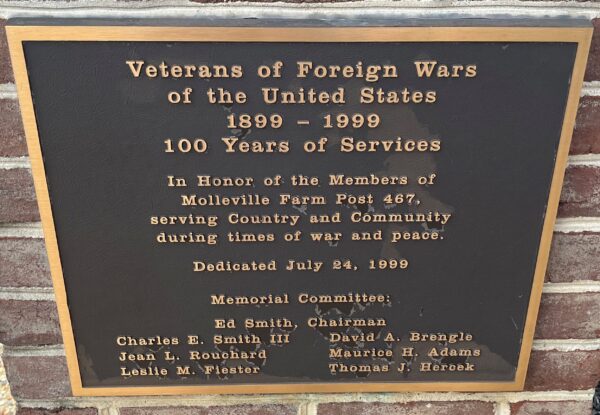 Veterans of Foreign Wars
of the United States
1899 – 1999
100 Years of Services
In Honor of the Members of
Molleville Farm Post 467,
serving Country and Community
during times of war and peace.
Dedicated July 24, 1999
Memorial Committee:
Ed Smith, Chairman
Charles E. Smith III David A. Brengle
Jean L. Rouchard Maurice H. Adams
Leslie M. Fiester Thomas J. Hercek